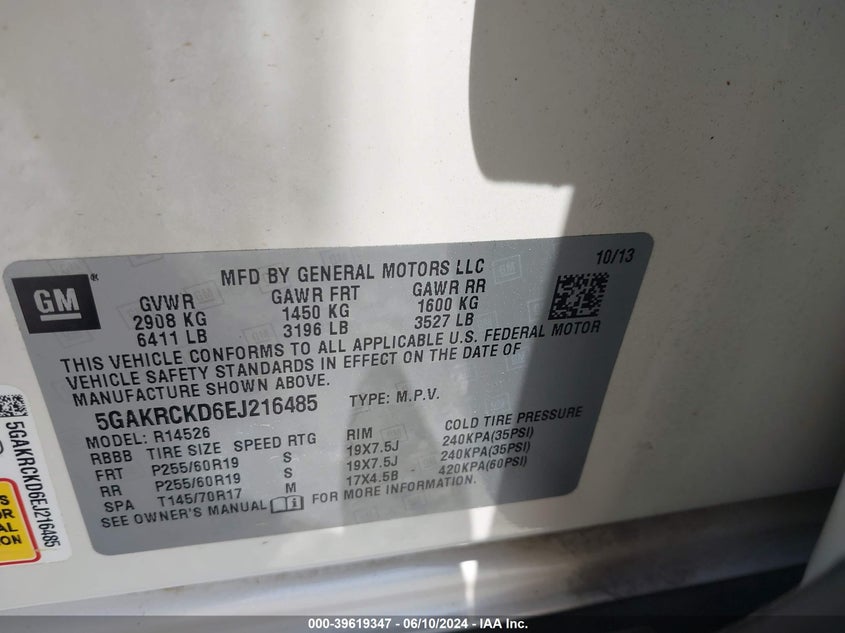 GM
®
MFD BY GENERAL MOTORS LLC
10/13
GVWR GAWR FRT GAWR RR
2908 KG 1450 KG 1600 KG
6411 LB 3196 LB 3527 LB
THIS VEHICLE CONFORMS TO ALL APPLICABLE U.S. FEDERAL MOTOR
VEHICLE SAFETY STANDARDS IN EFFECT ON THE DATE OF
MANUFACTURE SHOWN ABOVE.
5GAKRCKD6EJ216485 TYPE: M.P.V.
MODEL: R14526
RBBB TIRE SIZE SPEED RTG RIM COLD TIRE PRESSURE
FRT P255/60R19 S 19X7.5J 240KPA(35PSI)
RR P255/60R19 S 19X7.5J 240KPA(35PSI)
SPA T145/70R17 M 17X4.5B 420KPA(60PSI)
SEE OWNER'S MANUAL FOR MORE INFORMATION.
5GAKRCKD6EJ216485
AL
ON
000-39619347 - 06/10/2024 - IAA Inc.